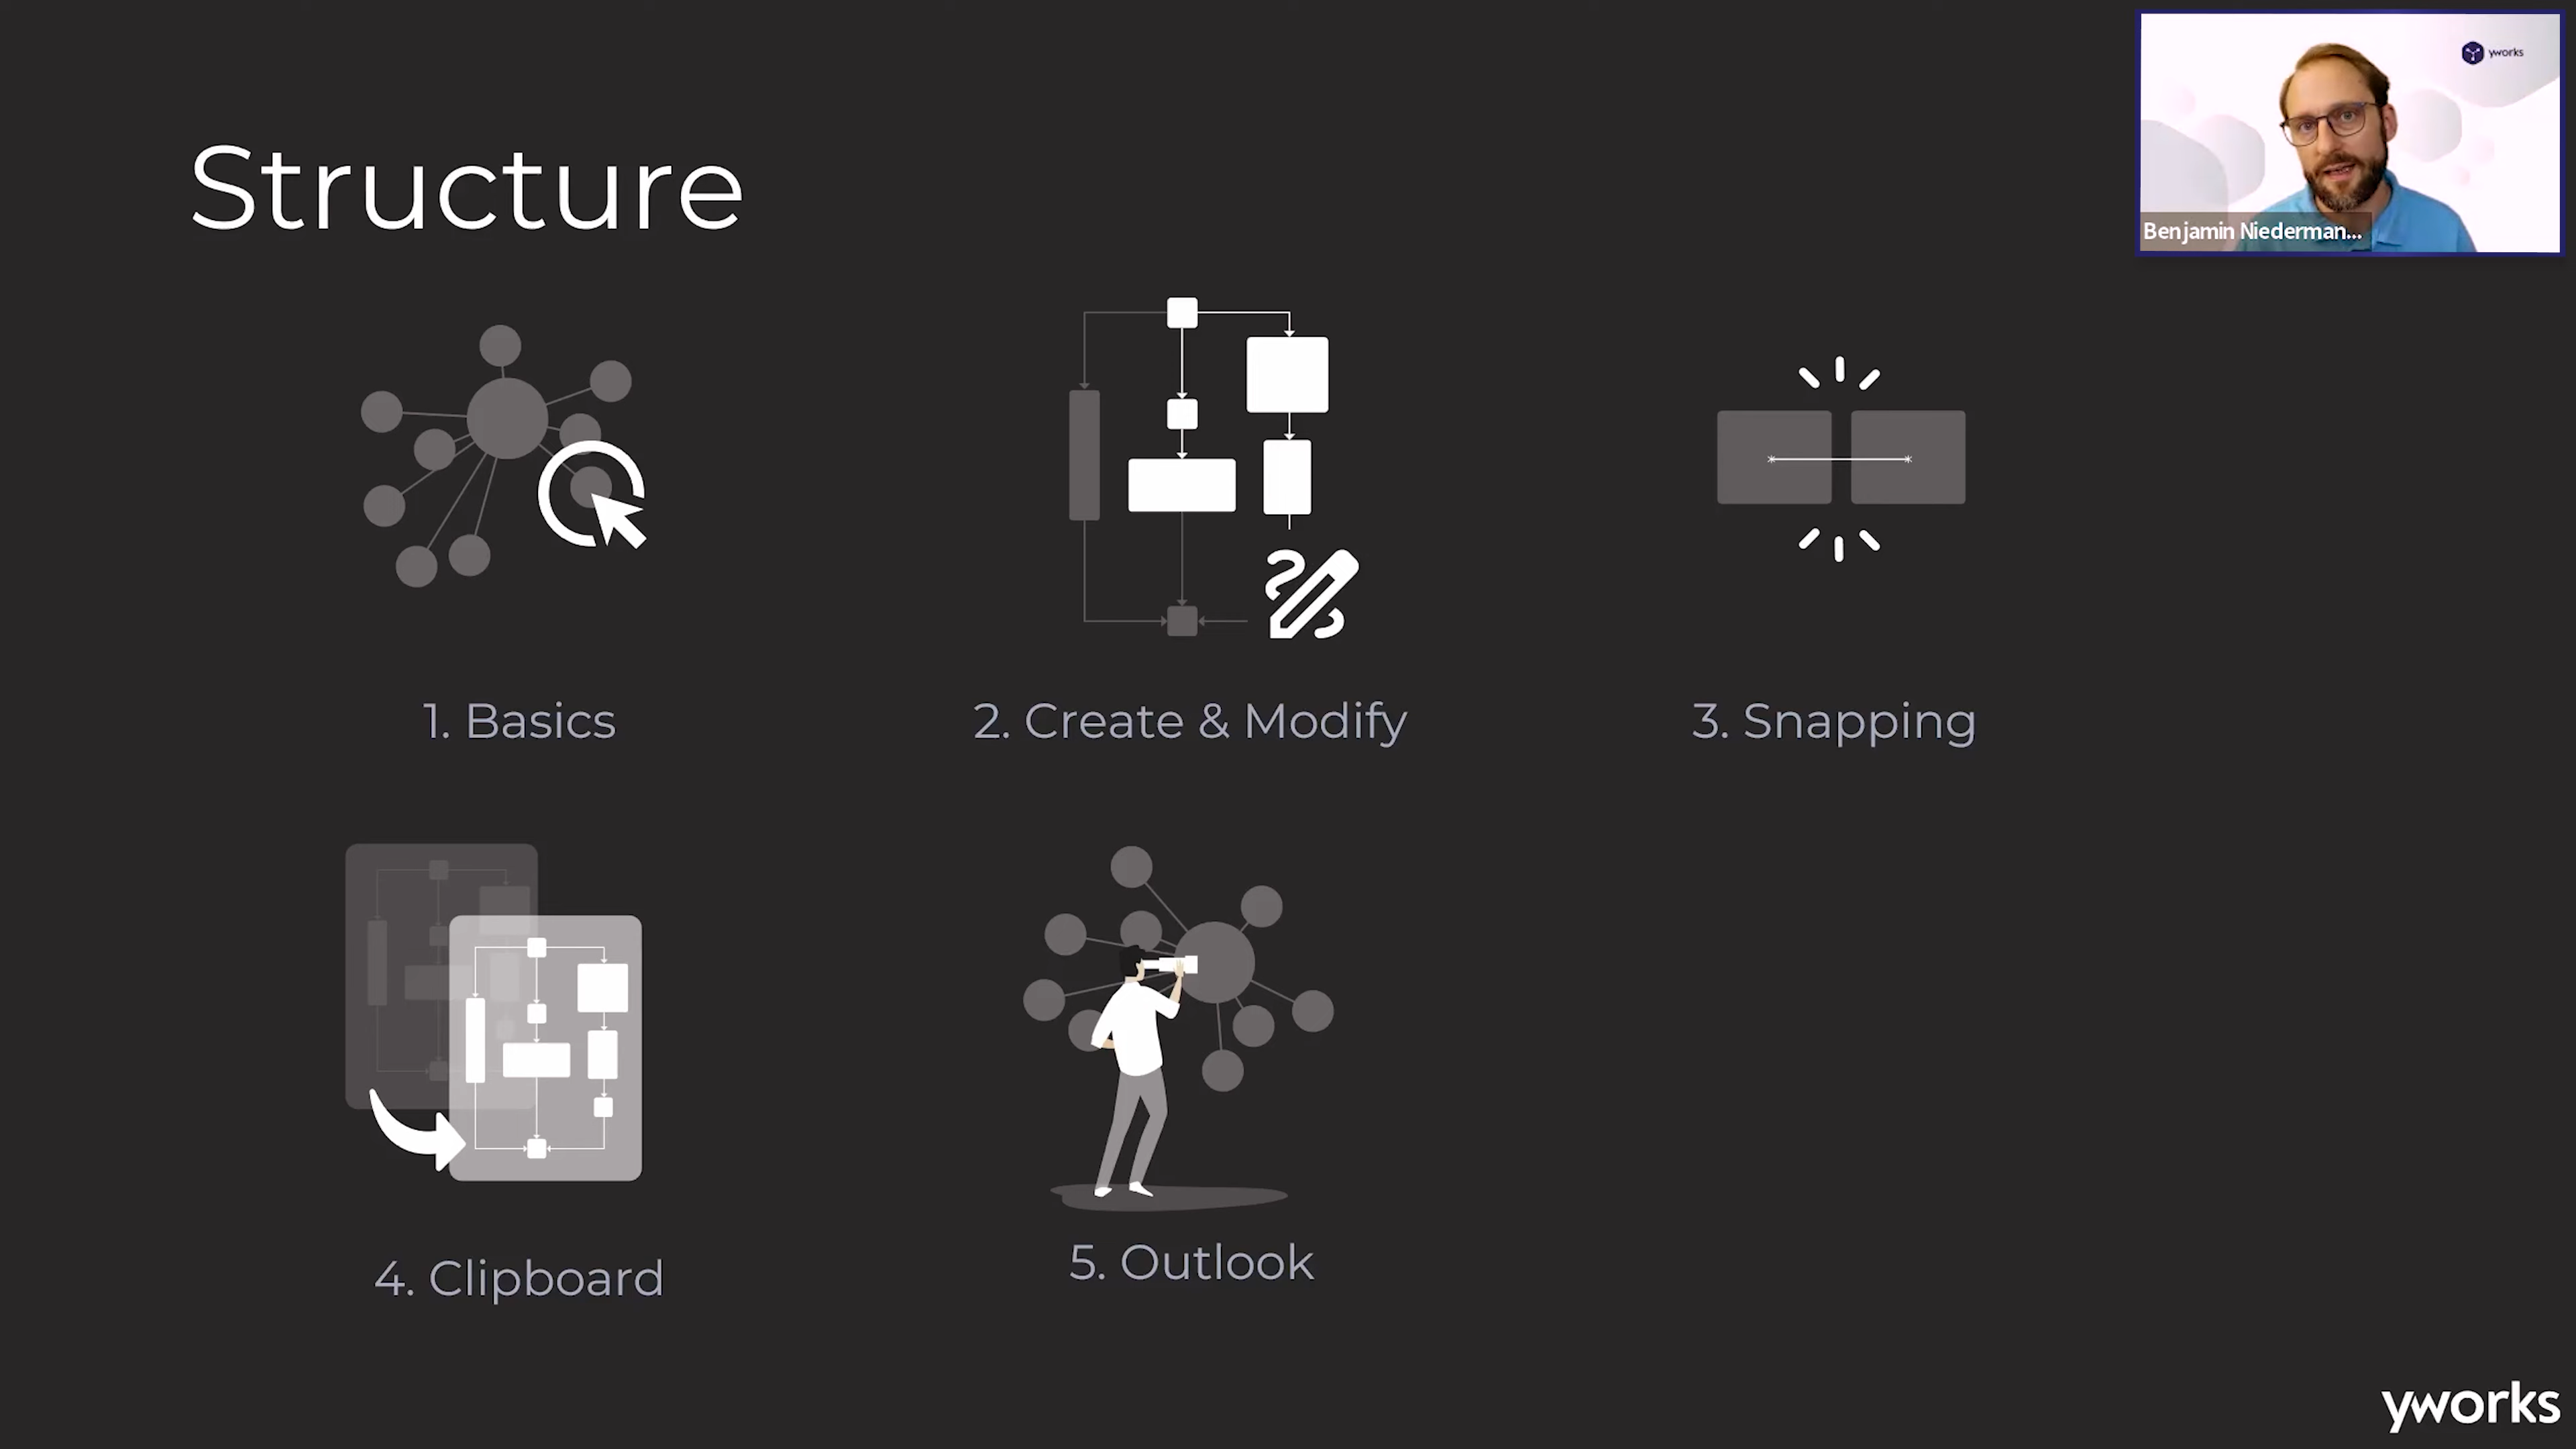 Structure
yworks
Benjamin Niederman...
1. Basics
2. Create & Modify
3. Snapping
4. Clipboard
5. Outlook
yworks